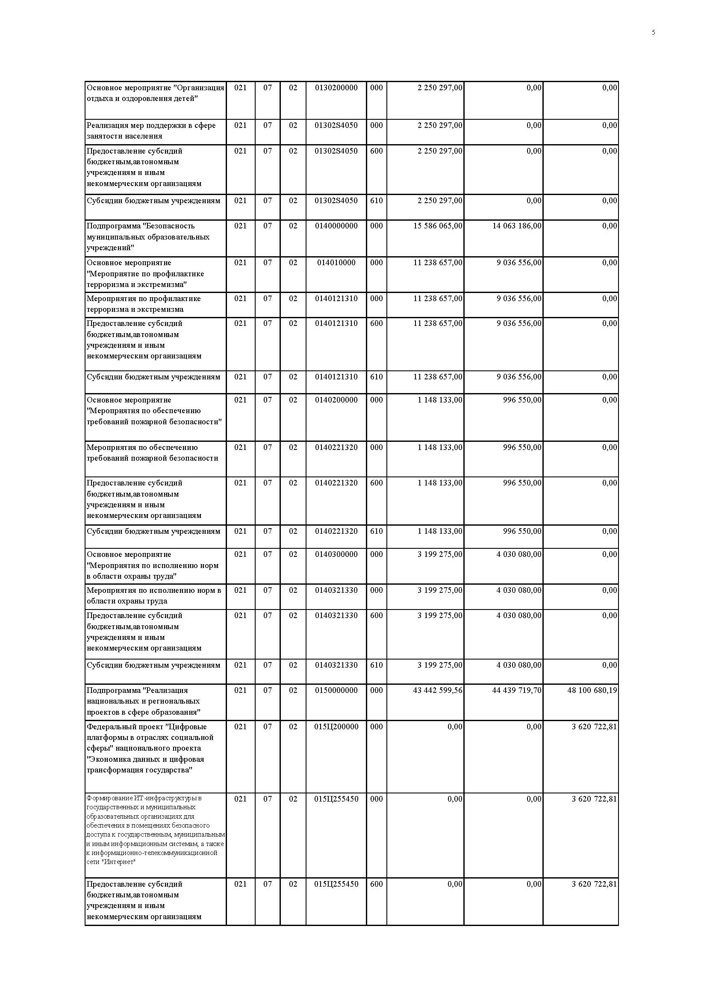 5
Основное мероприятие "Организация 021 07 02 0130200000 000 2 250 297,00 0,00 0,00
отдыха и оздоровления детей"
Реализация мер поддержки в сфере 021 07 02 01302S4050 000 2 250 297,00 0,00 0,00
занятости населения
Предоставление субсидий 021 07 02 01302S4050 600 2 250 297,00 0,00 0,00
бюджетным,автономным
учреждениям и иным
некоммерческим организациям
Субсидии бюджетным учреждениям 021 07 02 01302S4050 610 2 250 297,00 0,00 0,00
Подпрограмма "Безопасность 021 07 02 0140000000 000 15 586 065,00 14 063 186,00 0,00
муниципальных образовательных
учреждений"
Основное мероприятие 021 07 02 014010000 000 11 238 657,00 9 036 556,00 0,00
"Мероприятие по профилактике
терроризма и экстремизма"
Мероприятия по профилактике 021 07 02 0140121310 000 11 238 657,00 9 036 556,00 0,00
терроризма и экстремизма
Предоставление субсидий 021 07 02 0140121310 600 11 238 657,00 9 036 556,00 0,00
бюджетным,автономным
учреждениям и иным
некоммерческим организациям
Субсидии бюджетным учреждениям 021 07 02 0140121310 610 11 238 657,00 9 036 556,00 0,00
Основное мероприятие 021 07 02 0140200000 000 1 148 133,00 996 550,00 0,00
"Мероприятия по обеспечению
требований пожарной безопасности"
Мероприятия по обеспечению 021 07 02 0140221320 000 1 148 133,00 996 550,00 0,00
требований пожарной безопасности
Предоставление субсидий 021 07 02 0140221320 600 1 148 133,00 996 550,00 0,00
бюджетным,автономным
учреждениям и иным
некоммерческим организациям
Субсидии бюджетным учреждениям 021 07 02 0140221320 610 1 148 133,00 996 550,00 0,00
Основное мероприятие 021 07 02 0140300000 000 3 199 275,00 4 030 080,00 0,00
"Мероприятия по исполнению норм
в области охраны труда"
Мероприятия по исполнению норм в 021 07 02 0140321330 000 3 199 275,00 4 030 080,00 0,00
области охраны труда
Предоставление субсидий 021 07 02 0140321330 600 3 199 275,00 4 030 080,00 0,00
бюджетным,автономным
учреждениям и иным
некоммерческим организациям
Субсидии бюджетным учреждениям 021 07 02 0140321330 610 3 199 275,00 4 030 080,00 0,00
Подпрограмма "Реализация 021 07 02 0150000000 000 43 442 599,56 44 439 719,70 48 100 680,19
национальных и региональных
проектов в сфере образования"
Федеральный проект "Цифровые 021 07 02 015Ц200000 000 0,00 0,00 3 620 722,81
платформы в отраслях социальной
сферы" национального проекта
"Экономика данных и цифровая
трансформация государства"
Формирование ИТ-инфраструктуры в 021 07 02 015Ц255450 000 0,00 0,00 3 620 722,81
государственных и муниципальных
образовательных организациях для
обеспечения в помещениях безопасного
доступа к государственным, муниципальным
и иным информационным системам, а также
к информационно-телекоммуникационной
сети "Интернет"
Предоставление субсидий 021 07 02 015Ц255450 600 0,00 0,00 3 620 722,81
бюджетным,автономным
учреждениям и иным
некоммерческим организациям